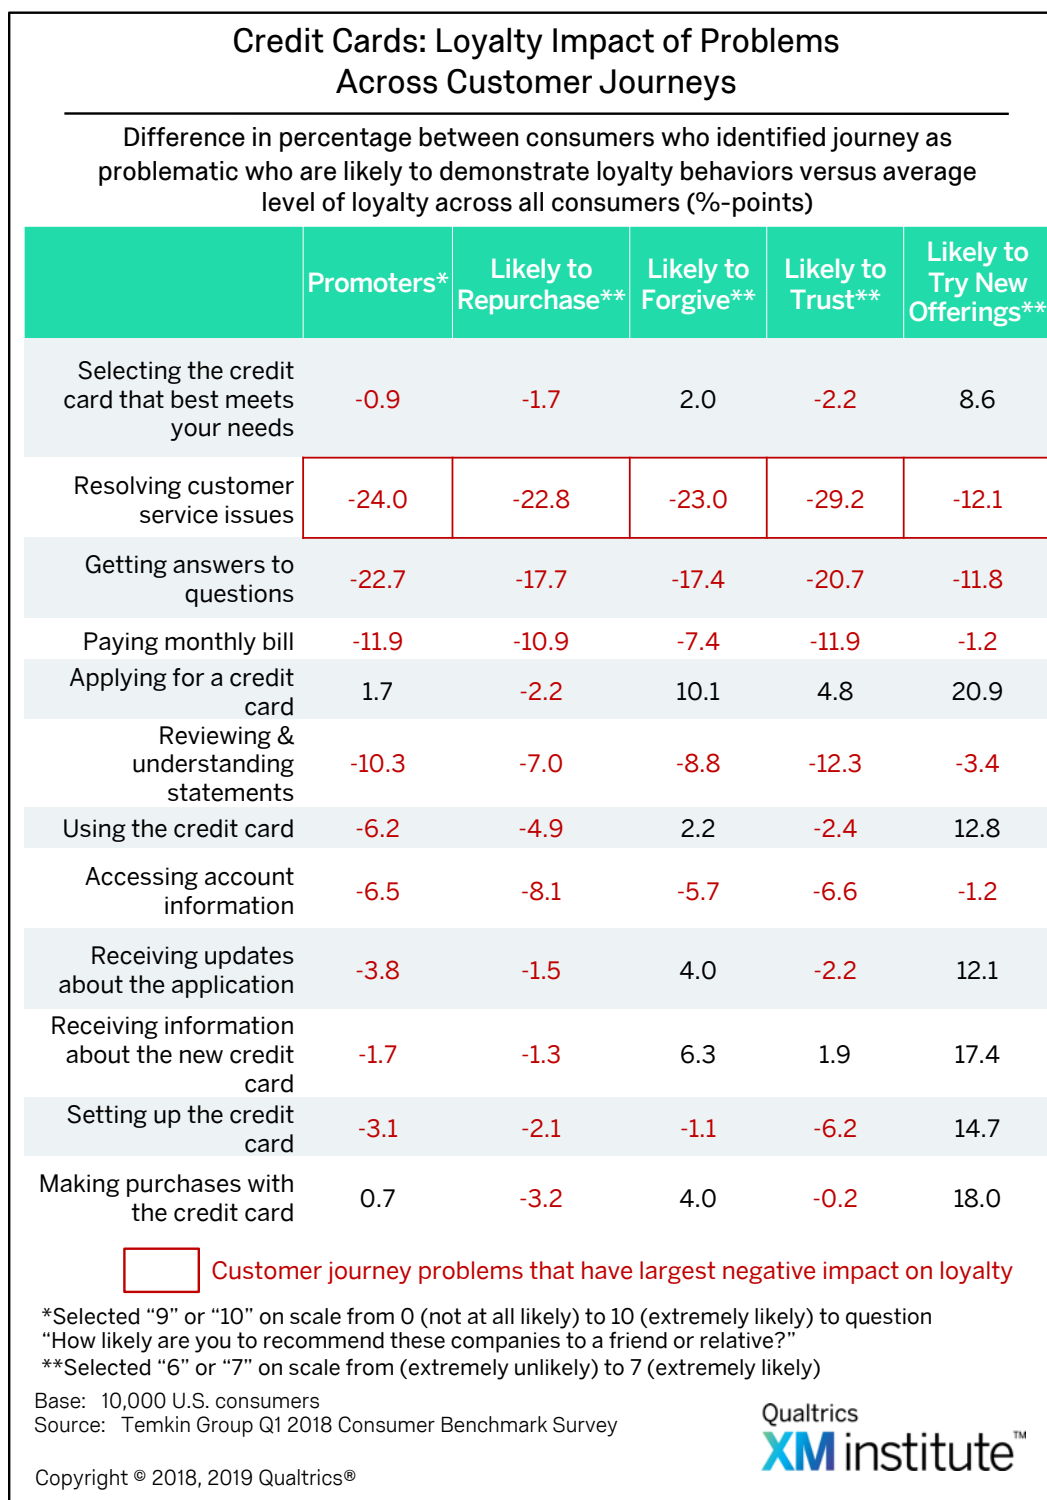 Credit Cards: Loyalty Impact of Problems
Across Customer Journeys
Difference in percentage between consumers who identified journey as
problematic who are likely to demonstrate loyalty behaviors versus average
level of loyalty across all consumers (%-points)
Promoters*
Likely to
Repurchase**
Likely to
Forgive**
Likely to
Trust**
Likely to
Try New
Offerings**
Selecting the credit
card that best meets
your needs
-0.9 -1.7 2.0 -2.2 8.6
Resolving customer
service issues
-24.0 -22.8 -23.0 -29.2 -12.1
Getting answers to
questions
-22.7 -17.7 -17.4 -20.7 -11.8
Paying monthly bill -11.9 -10.9 -7.4 -11.9 -1.2
Applying for a credit
card
1.7 -2.2 10.1 4.8 20.9
Reviewing &
understanding
statements
-10.3 -7.0 -8.8 -12.3 -3.4
Using the credit card -6.2 -4.9 2.2 -2.4 12.8
Accessing account
information
-6.5 -8.1 -5.7 -6.6 -1.2
Receiving updates
about the application
-3.8 -1.5 4.0 -2.2 12.1
Receiving information
about the new credit
card
-1.7 -1.3 6.3 1.9 17.4
Setting up the credit
card
-3.1 -2.1 -1.1 -6.2 14.7
Making purchases with
the credit card
0.7 -3.2 4.0 -0.2 18.0
Customer journey problems that have largest negative impact on loyalty
*Selected “9” or “10” on scale from 0 (not at all likely) to 10 (extremely likely) to question
“How likely are you to recommend these companies to a friend or relative?”
**Selected “6” or “7” on scale from (extremely unlikely) to 7 (extremely likely)
Base: 10,000 U.S. consumers
Source: Temkin Group Q1 2018 Consumer Benchmark Survey
Qualtrics
XM institute™
Copyright © 2018, 2019 Qualtrics®